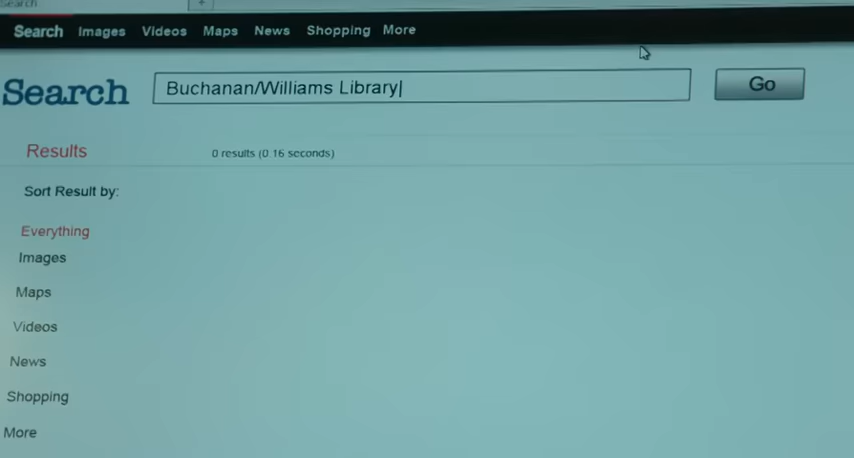 Search
+
Search Images Videos Maps News Shopping More
Search Buchanan/Williams Library Go
Results 0 results (0 16 seconds)
Sort Result by:
Everything
Images
Maps
Videos
News
Shopping
More